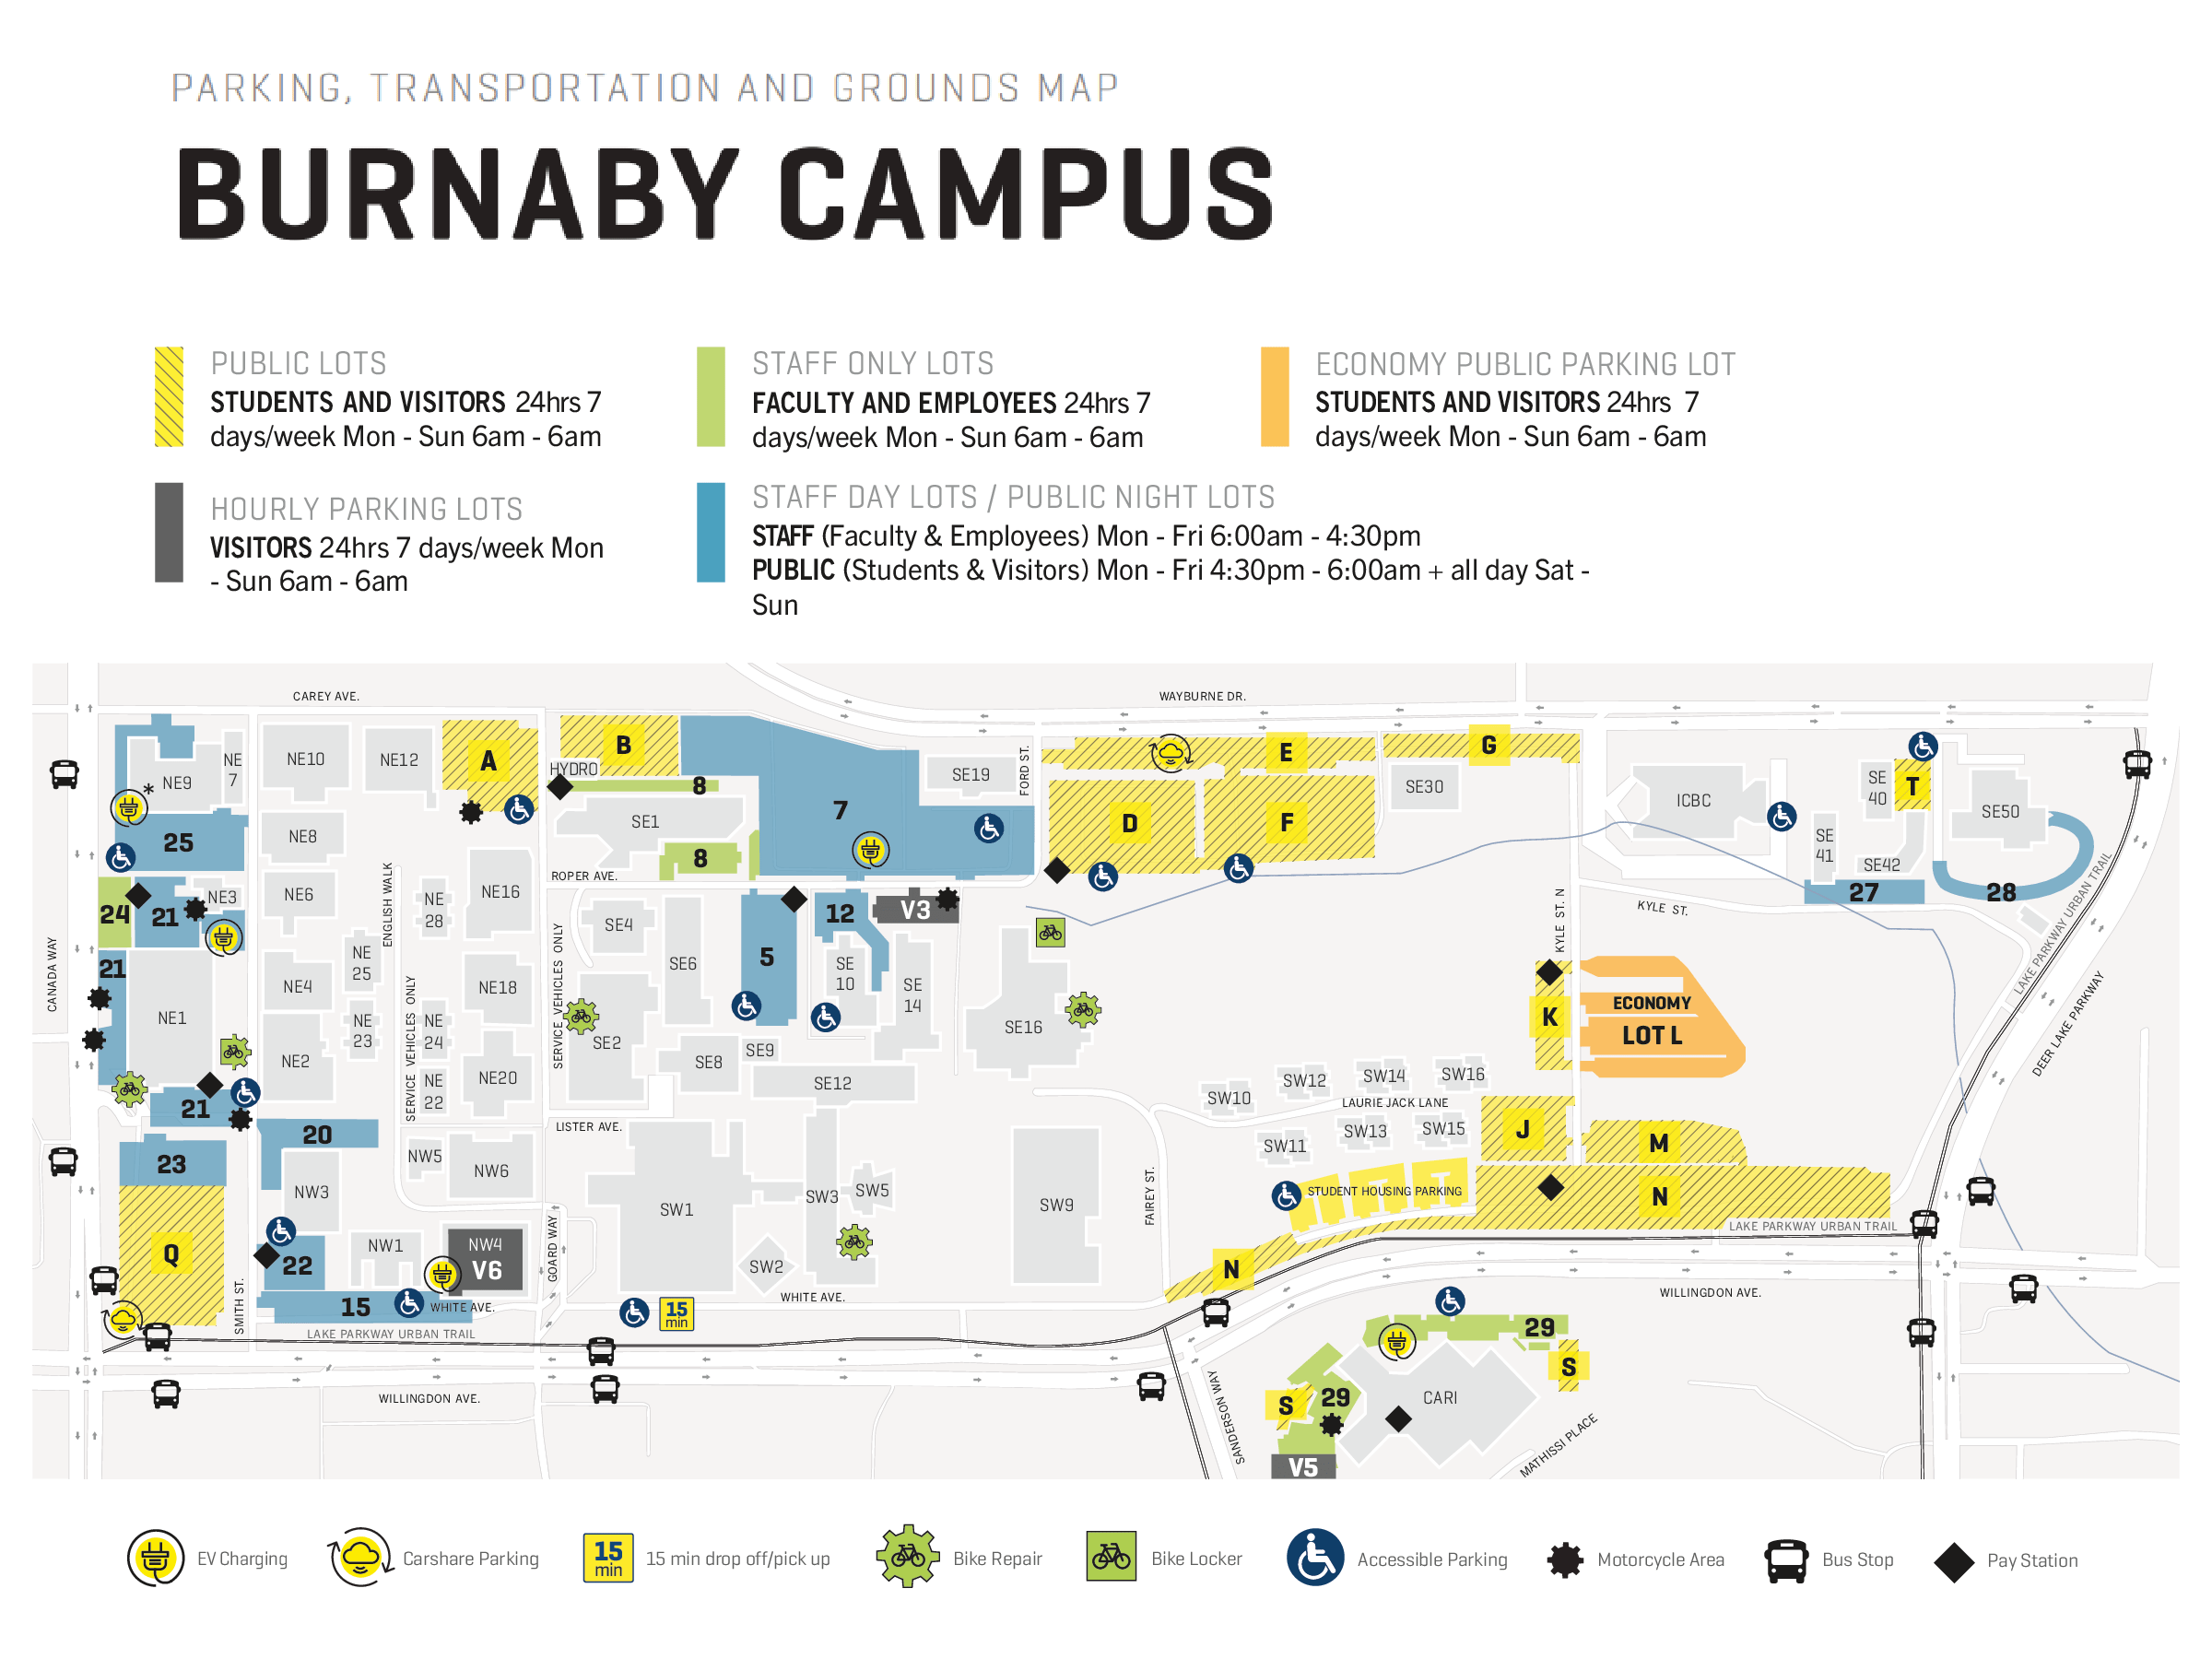 PARKING, TRANSPORTATION AND GROUNDS MAP
BURNABY CAMPUS
PUBLIC LOTS
STUDENTS AND VISITORS 24hrs 7
days/week Mon - Sun 6am - 6am
STAFF ONLY LOTS
FACULTY AND EMPLOYEES 24hrs 7
days/week Mon - Sun 6am - 6am
ECONOMY PUBLIC PARKING LOT
STUDENTS AND VISITORS 24hrs 7
days/week Mon - Sun 6am - 6am
HOURLY PARKING LOTS
VISITORS 24hrs 7 days/week Mon
- Sun 6am - 6am
STAFF DAY LOTS / PUBLIC NIGHT LOTS
STAFF (Faculty & Employees) Mon - Fri 6:00am - 4:30pm
PUBLIC (Students & Visitors) Mon - Fri 4:30pm - 6:00am + all day Sat -
Sun
CAREY AVE.
WAYBURNE DR.
NE9
*
NE
7
NE10
NE12
A
HYDRO
B
8
SE1
8
7
SE19
FORD ST.
E
G
D
F
SE30
ICBC
SE
40
T
SE
41
SE42
SE50
27
28
25
NE8
24
21
NE3
NE6
ENGLISH WALK
NE
28
NE16
ROPER AVE.
SE4
SE6
5
12
V3
SE
10
SE
14
KYLE ST. N
KYLE ST.
LAKE PARKWAY URBAN TRAIL
DEER LAKE PARKWAY
CANADA WAY
21
NE1
NE4
NE
25
NE
23
SERVICE VEHICLES ONLY
NE
24
NE18
SERVICE VEHICLES ONLY
SE2
SE8
SE9
SE12
SE16
K
ECONOMY
LOT L
NE2
NE
22
NE20
21
20
LISTER AVE.
SW10
SW12
SW14
SW16
LAURIE JACK LANE
SW11
SW13
SW15
J
M
23
NW3
NW5
NW6
SW1
SW3
SW5
SW9
FAIREY ST.
STUDENT HOUSING PARKING
N
LAKE PARKWAY URBAN TRAIL
Q
22
NW1
NW4
V6
GOARD WAY
SW2
N
SMITH ST.
15
WHITE AVE.
15
min
WHITE AVE.
WILLINGDON AVE.
LAKE PARKWAY URBAN TRAIL
WILLINGDON AVE.
SANDERSON WAY
29
S
S
29
CARI
V5
MATHISSI PLACE
EV Charging
Carshare Parking
15
min
15 min drop off/pick up
Bike Repair
Bike Locker
Accessible Parking
Motorcycle Area
Bus Stop
Pay Station